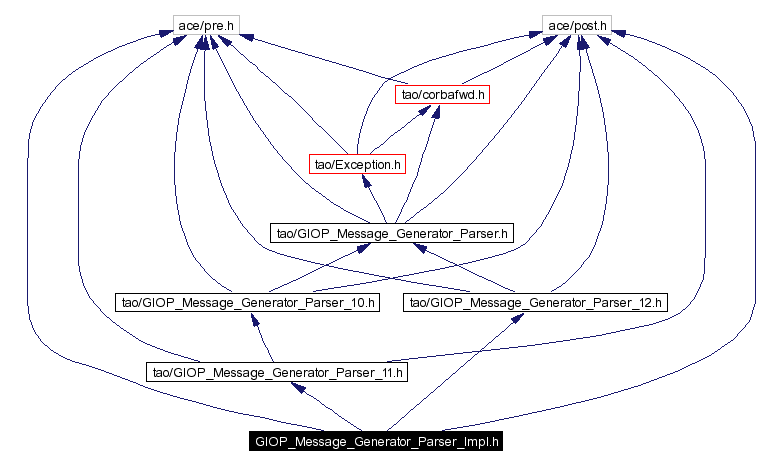 ace/pre.h
ace/post.h
tao/corbafwd.h
tao/Exception.h
tao/GIOP_Message_Generator_Parser.h
tao/GIOP_Message_Generator_Parser_10.h
tao/GIOP_Message_Generator_Parser_12.h
tao/GIOP_Message_Generator_Parser_11.h
GIOP_Message_Generator_Parser_Impl.h